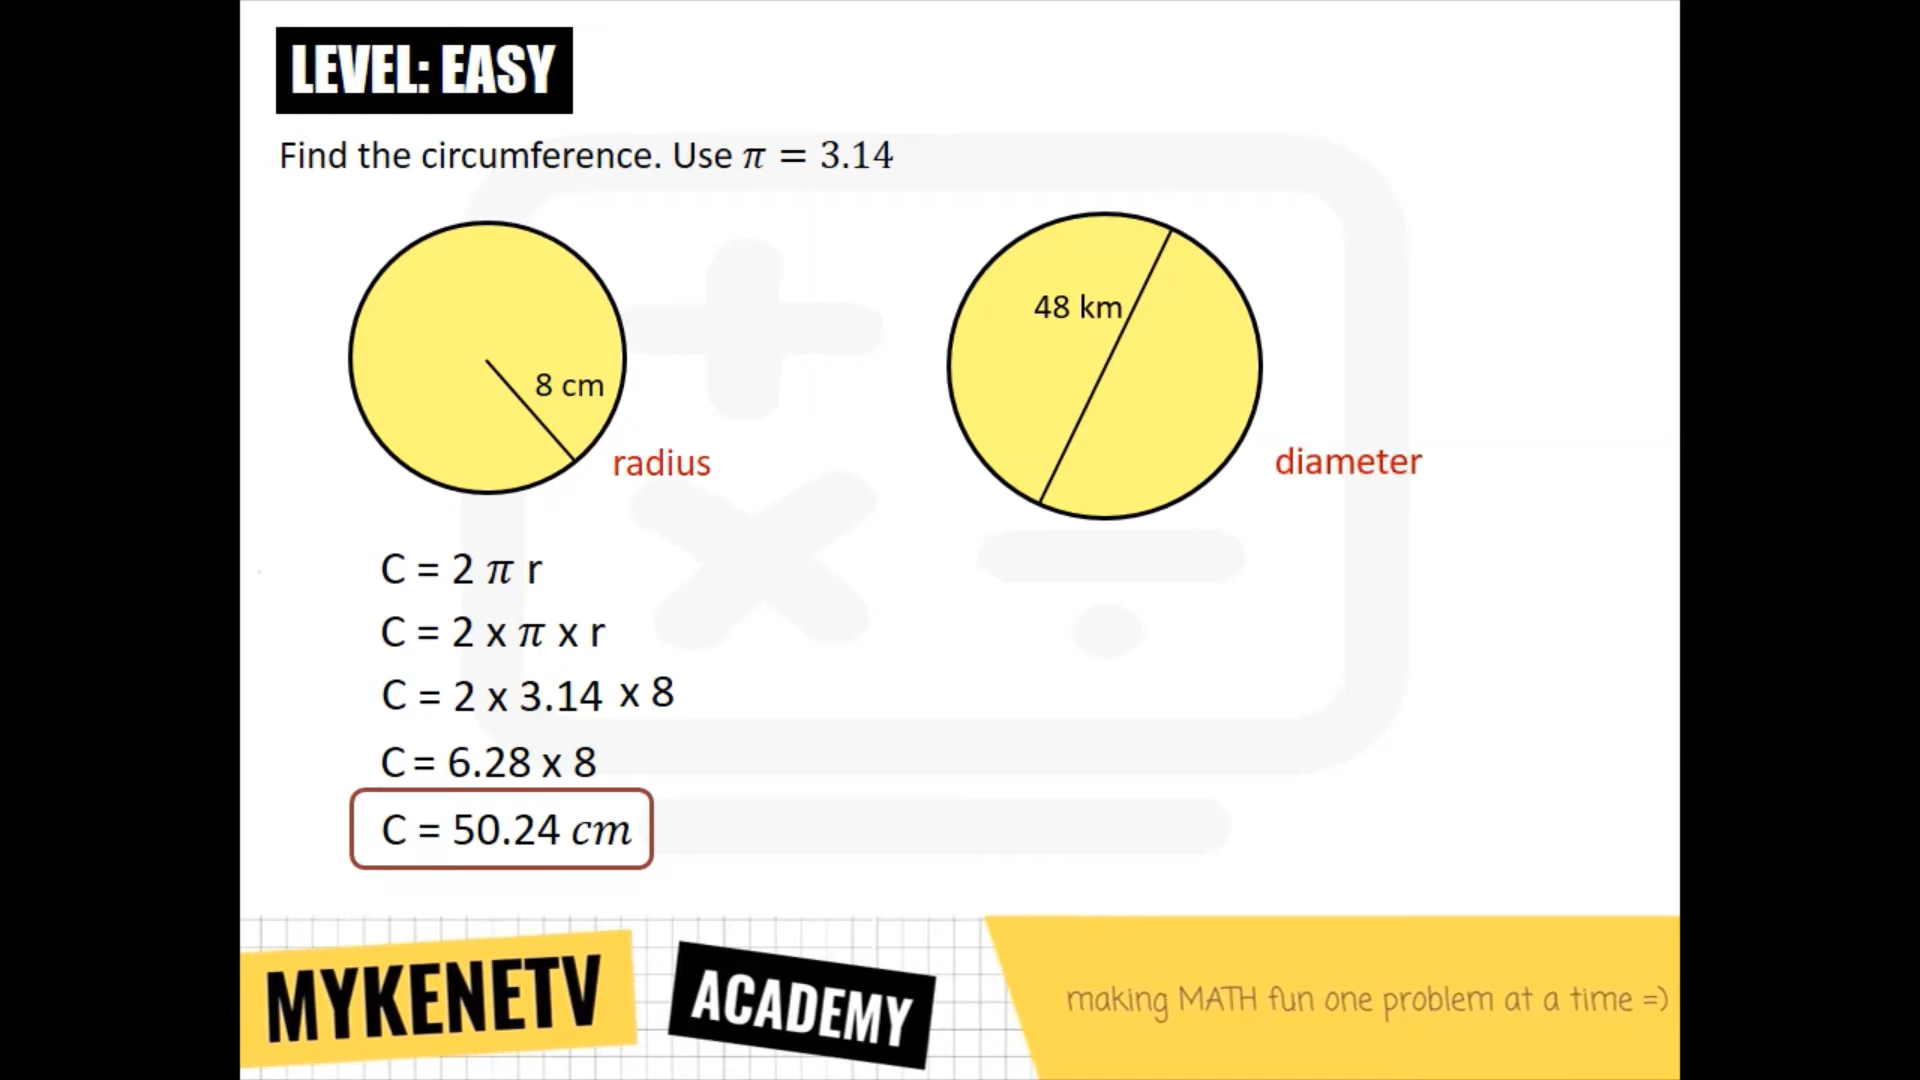 LEVEL: EASY
Find the circumference. Use π = 3.14
8 cm
radius
48 km
diameter
C = 2 π r
C = 2 x π x r
C = 2 x 3.14 x 8
C = 6.28 x 8
C = 50.24 cm
MYKENETV
ACADEMY
making MATH fun one problem at a time =)